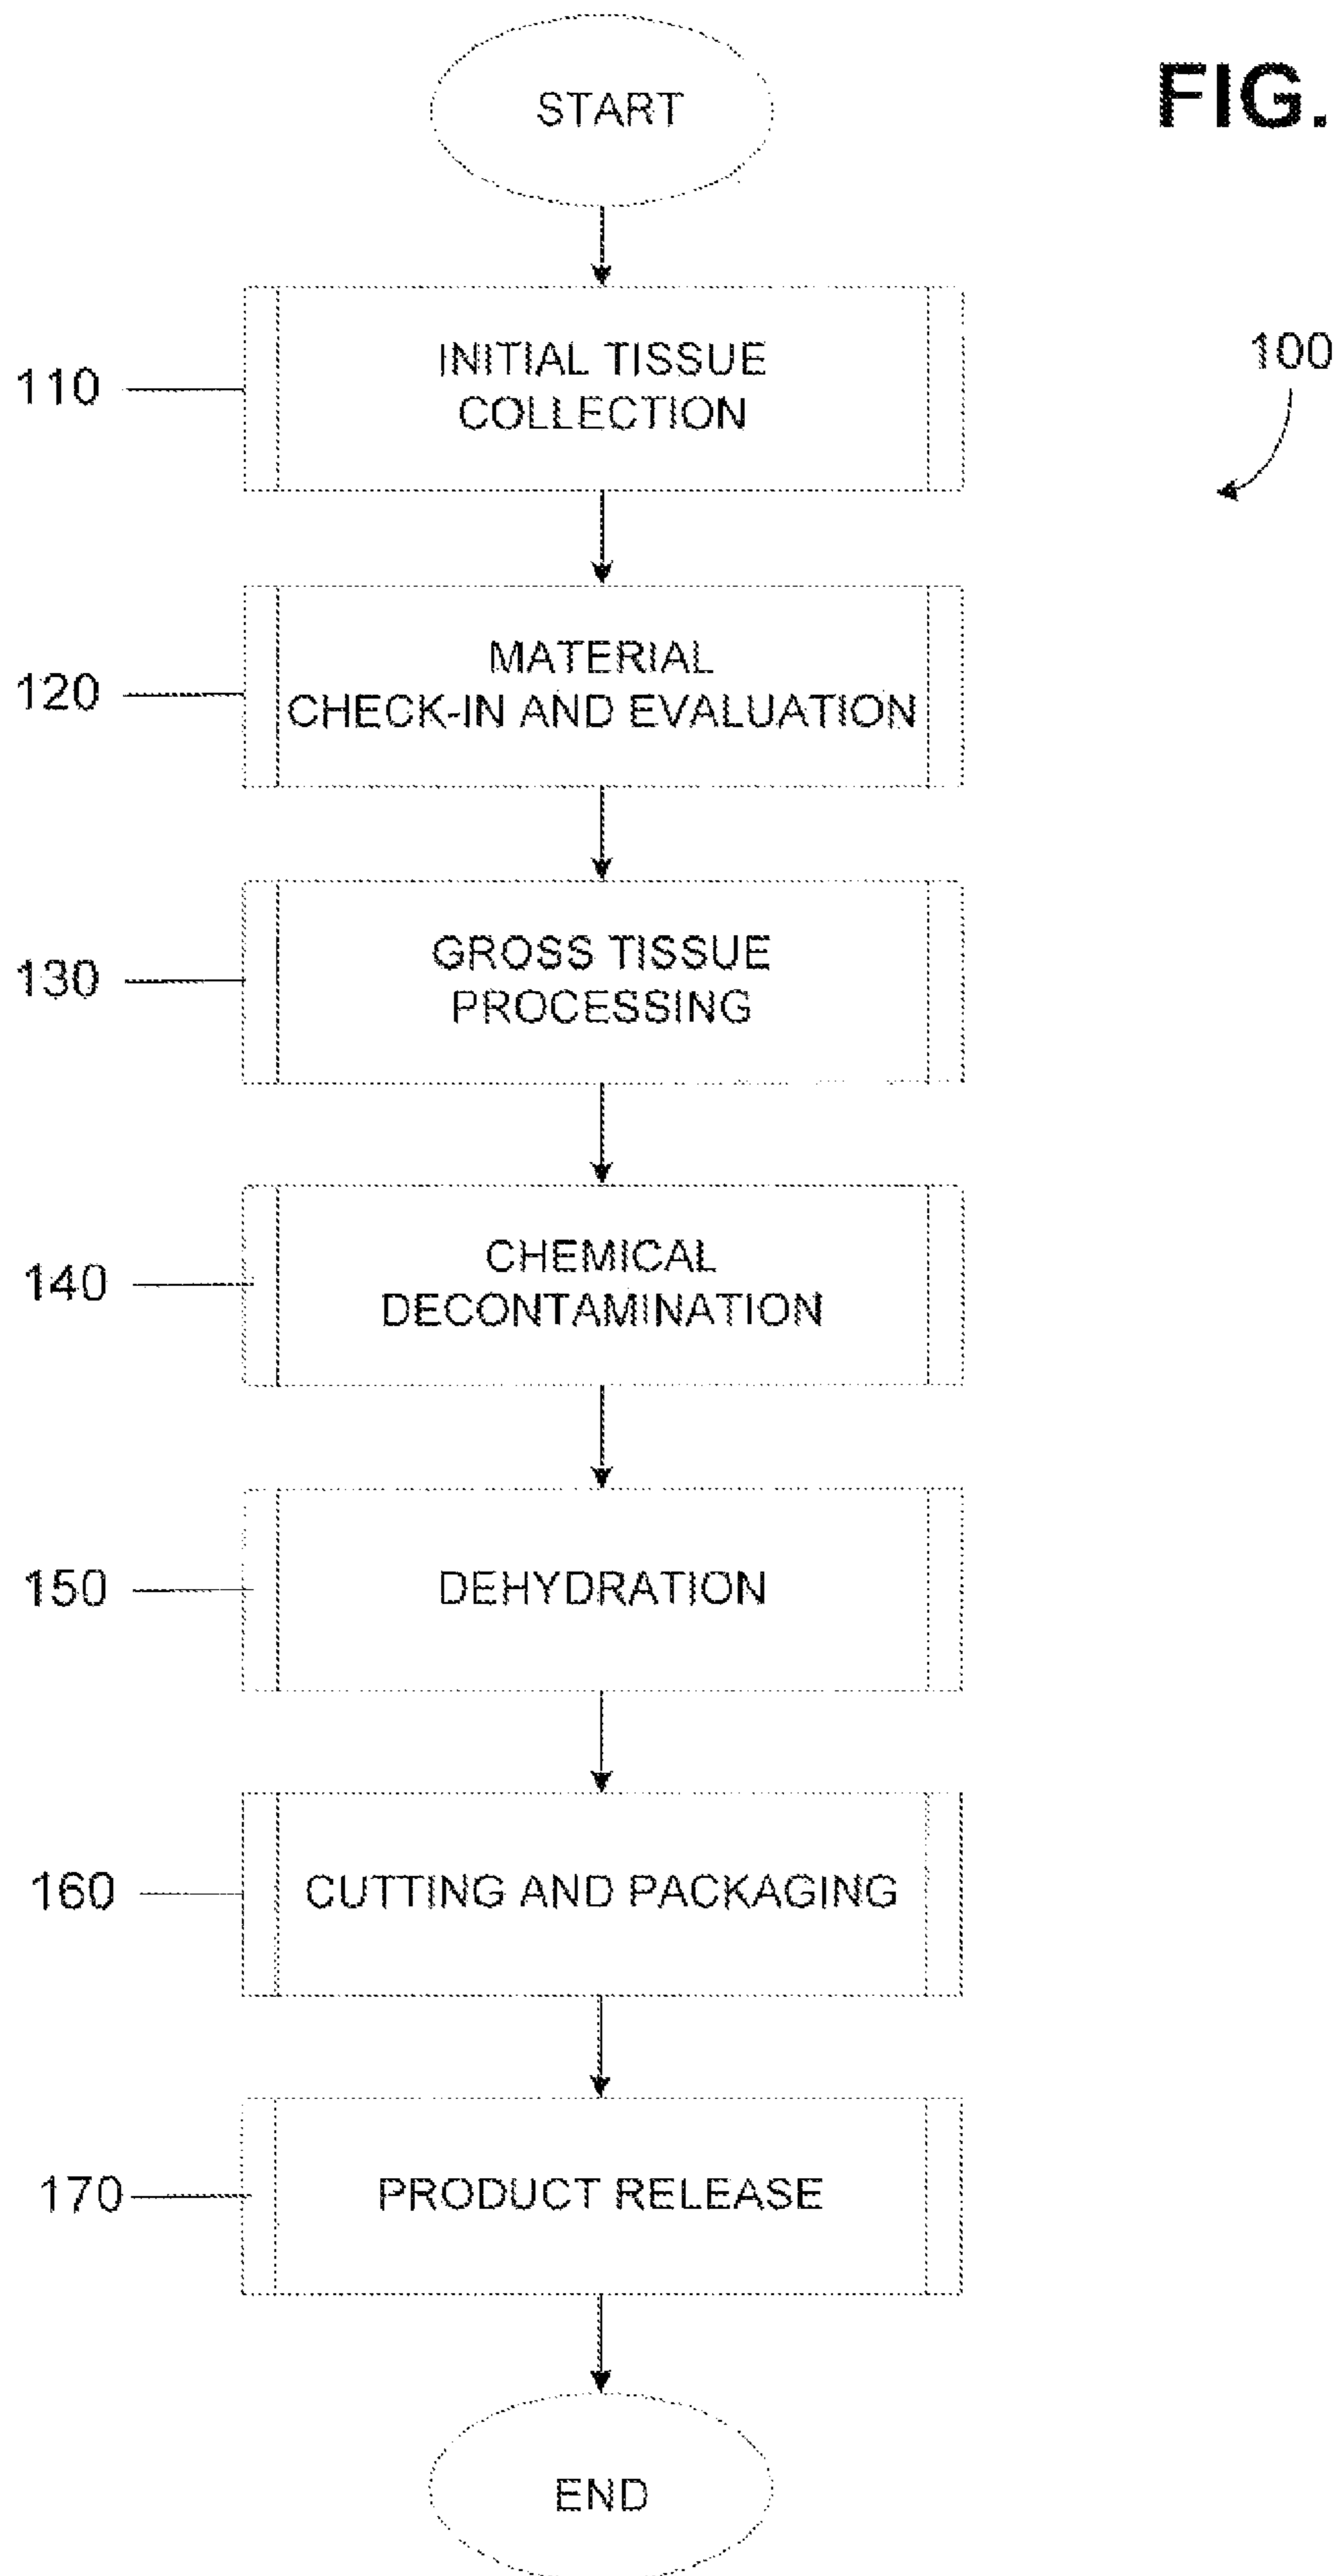 START
FIG.
100
110
INITIAL TISSUE
COLLECTION
120
MATERIAL
CHECK-IN AND EVALUATION
130
GROSS TISSUE
PROCESSING
140
CHEMICAL
DECONTAMINATION
150
DEHYDRATION
160
CUTTING AND PACKAGING
170
PRODUCT RELEASE
END